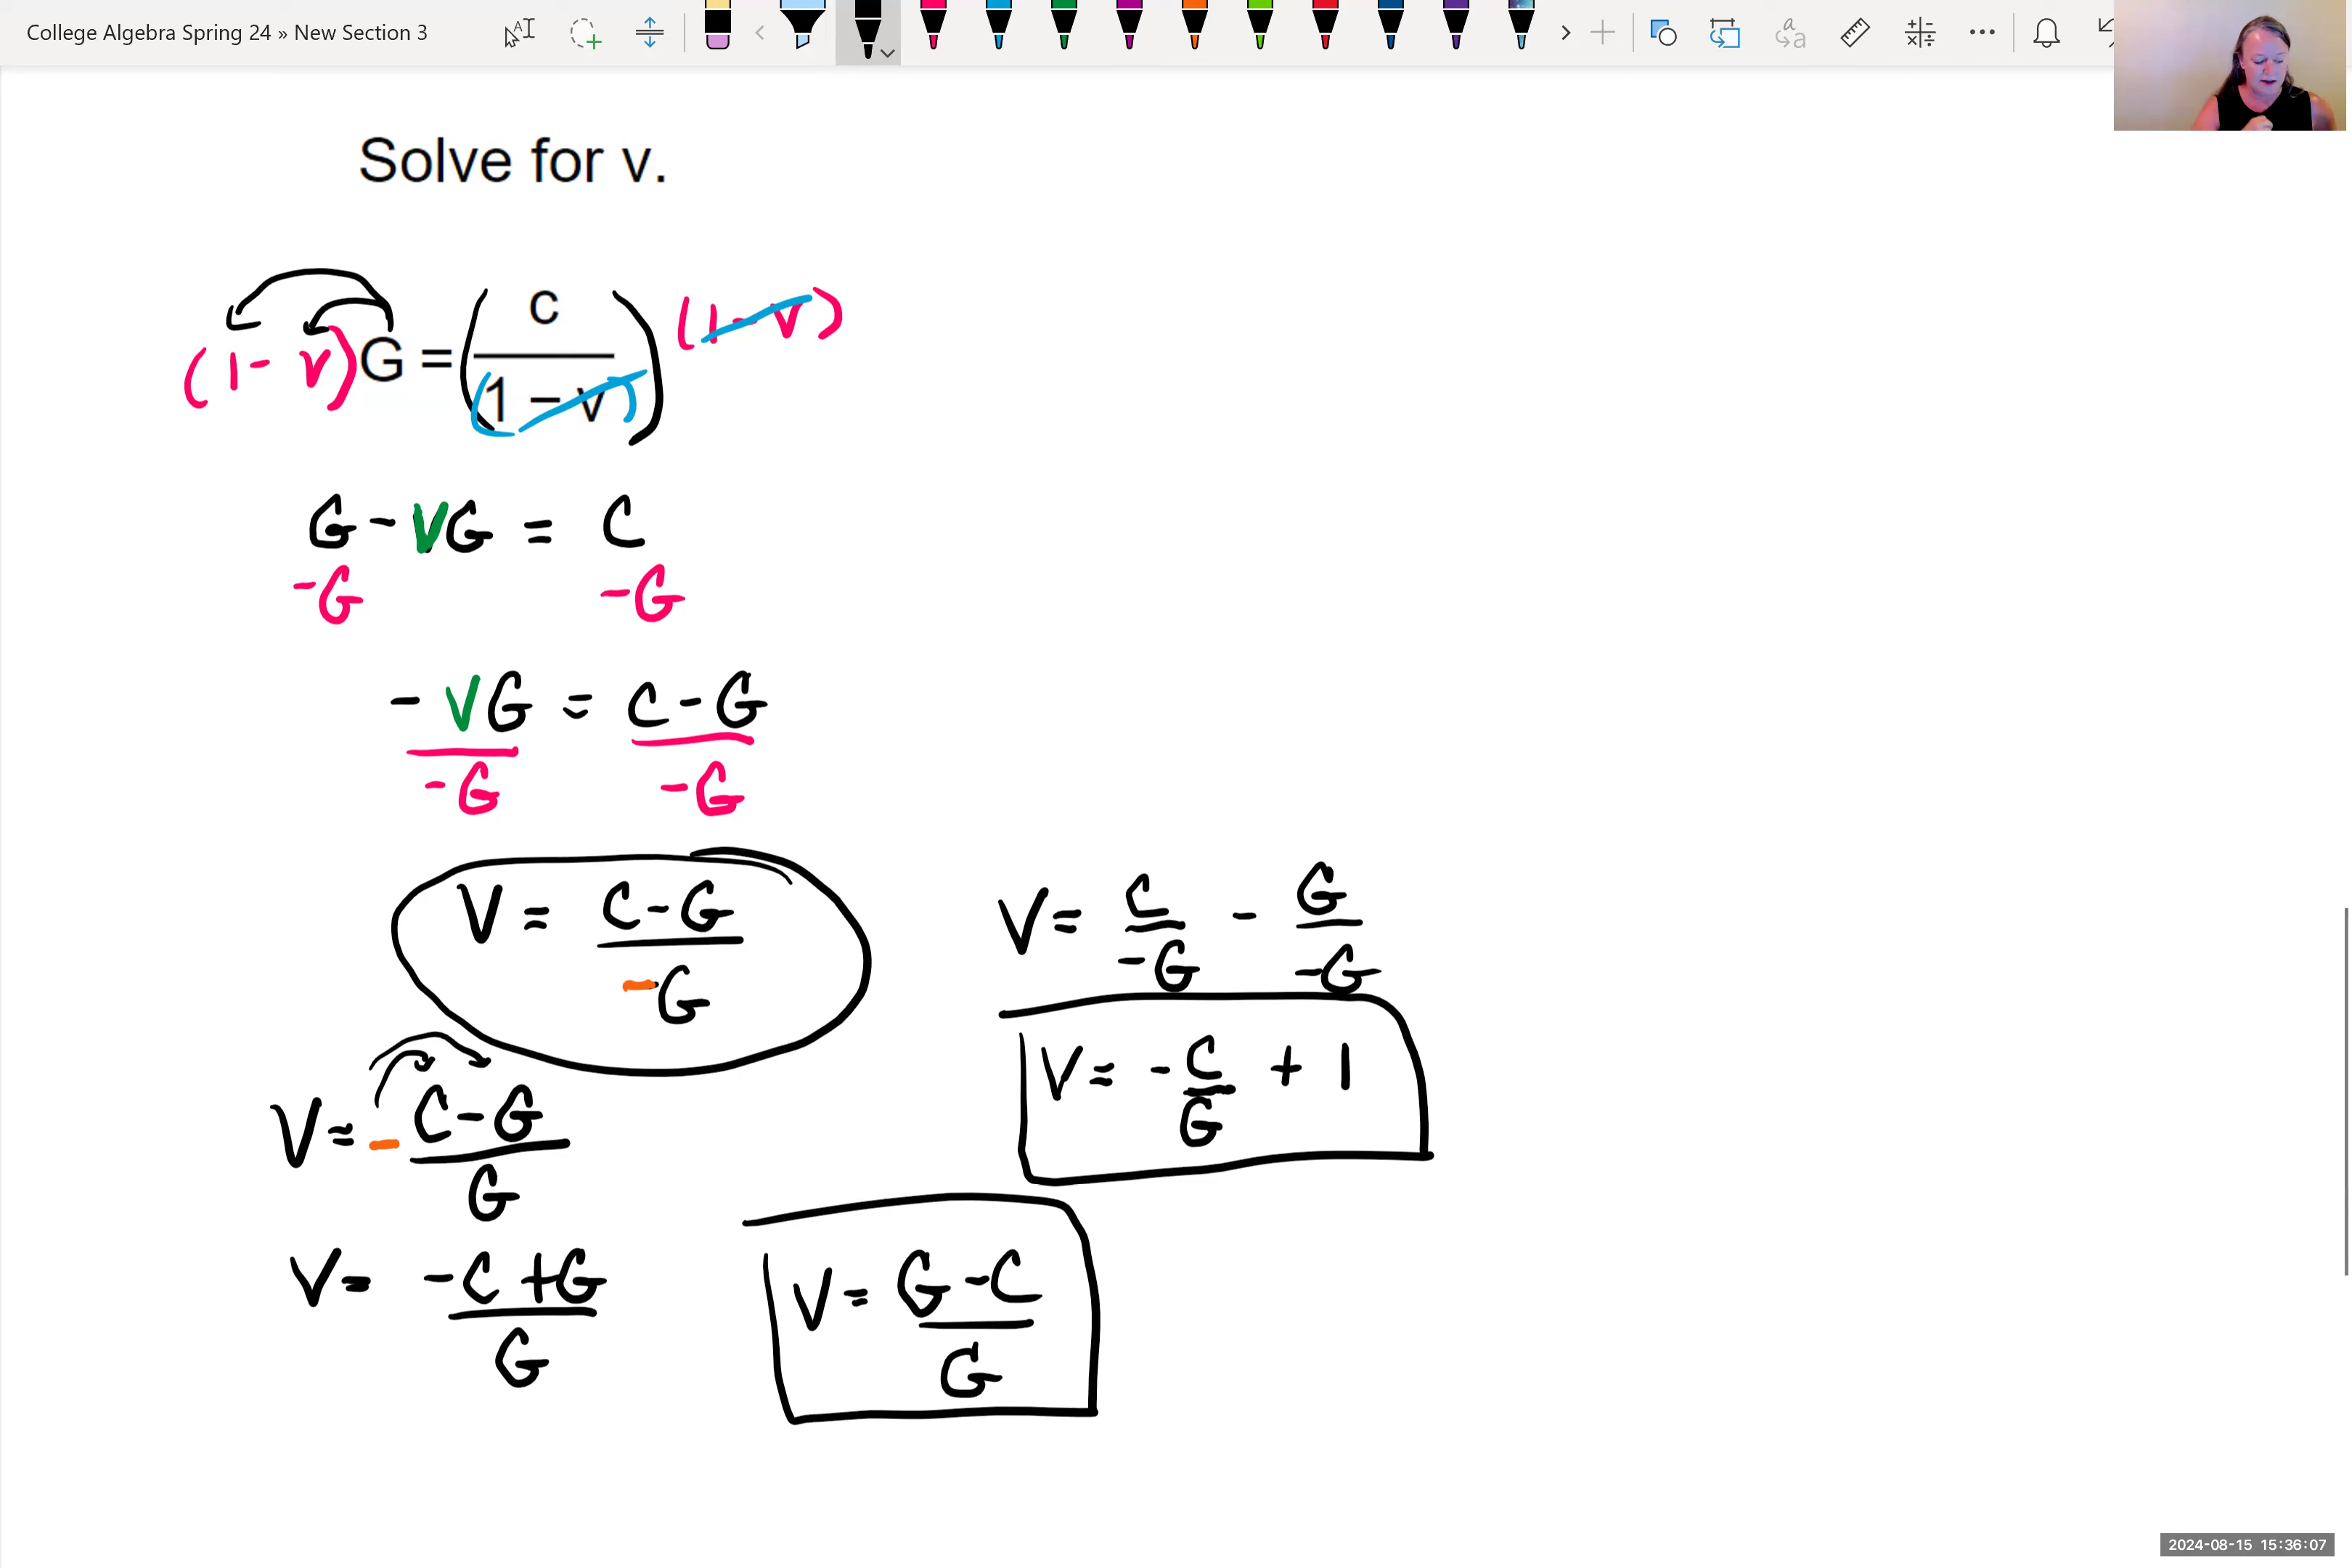 College Algebra Spring 24 » New Section 3
Solve for v.
(1 - v)G = (c / (1 - v)) (1 - v)
G - VG = C
-G -G
- VG = C - G
-G -G
V = C - G / -G
V = C / -G - G / -G
V = - C / G + 1
V = - C - G / G
V = -C + G / G
V = G - C / G
2024-08-15 15:36:07